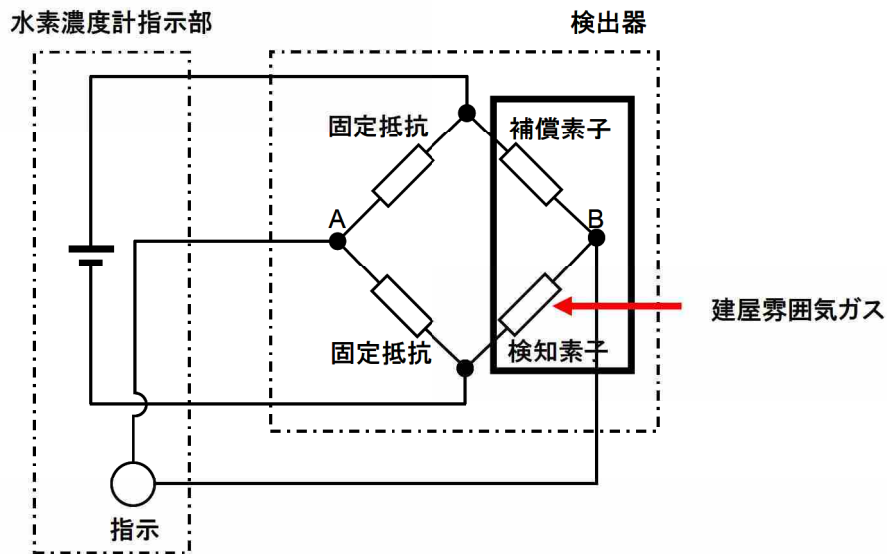 水素濃度計指示部
検出器
固定抵抗
補償素子
A
B
建屋雰囲気ガス
固定抵抗
検知素子
指示